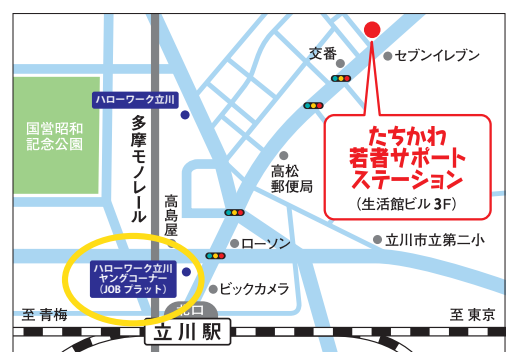 交番
セブンイレブン
ハローワーク立川
国営昭和
記念公園
多摩モノレール
たちかわ
若者サポート
ステーション
(生活館ビル 3F)
高松
郵便局
高島屋
ローソン
立川市立第二小
ハローワーク立川
ヤングコーナー
(JOB プラット)
ビックカメラ
北口
至 青梅
立川駅
至 東京